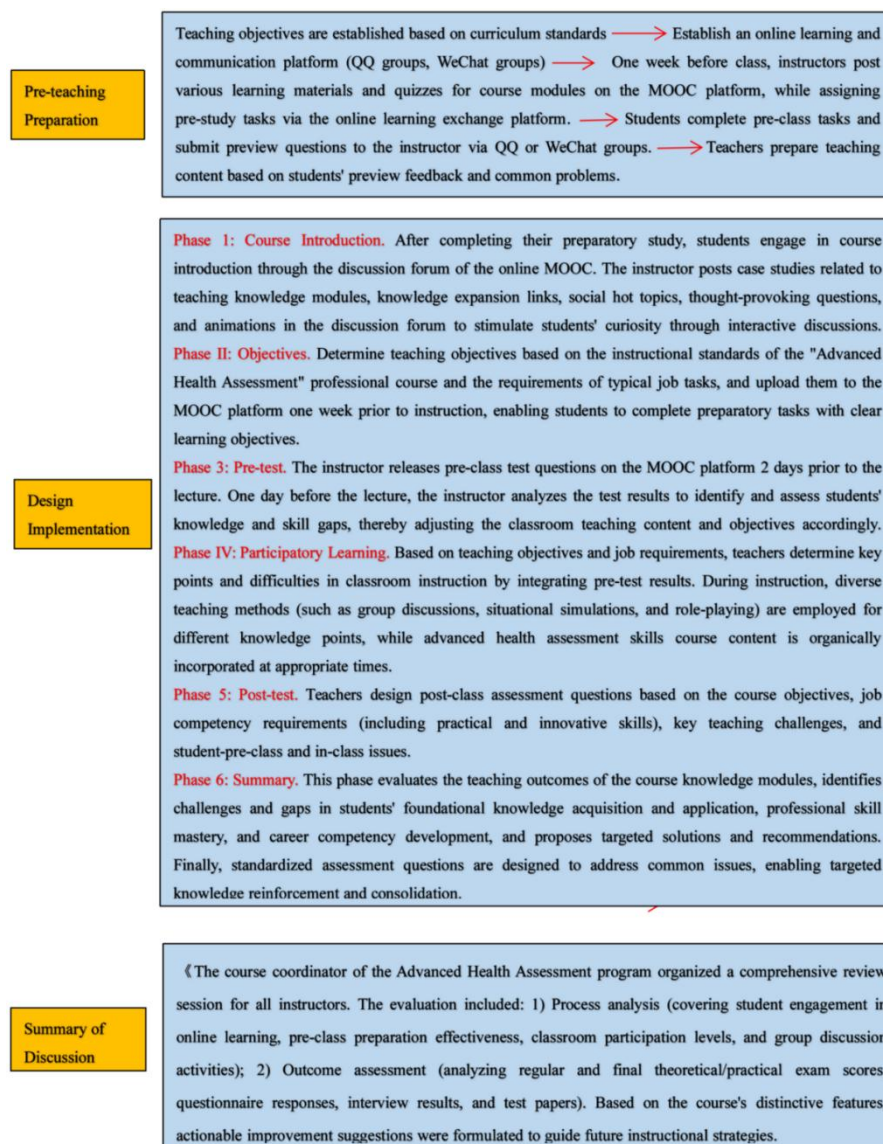 Pre-teaching
Preparation
Teaching objectives are established based on curriculum standards ⟶ Establish an online learning and
communication platform (QQ groups, WeChat groups) ⟶ One week before class, instructors post
various learning materials and quizzes for course modules on the MOOC platform, while assigning
pre-study tasks via the online learning exchange platform. ⟶ Students complete pre-class tasks and
submit preview questions to the instructor via QQ or WeChat groups. ⟶ Teachers prepare teaching
content based on students' preview feedback and common problems.
Design
Implementation
Phase 1: Course Introduction. After completing their preparatory study, students engage in course
introduction through the discussion forum of the online MOOC. The instructor posts case studies related to
teaching knowledge modules, knowledge expansion links, social hot topics, thought-provoking questions,
and animations in the discussion forum to stimulate students' curiosity through interactive discussions.
Phase II: Objectives. Determine teaching objectives based on the instructional standards of the "Advanced
Health Assessment" professional course and the requirements of typical job tasks, and upload them to the
MOOC platform one week prior to instruction, enabling students to complete preparatory tasks with clear
learning objectives.
Phase 3: Pre-test. The instructor releases pre-class test questions on the MOOC platform 2 days prior to the
lecture. One day before the lecture, the instructor analyzes the test results to identify and assess students'
knowledge and skill gaps, thereby adjusting the classroom teaching content and objectives accordingly.
Phase IV: Participatory Learning. Based on teaching objectives and job requirements, teachers determine key
points and difficulties in classroom instruction by integrating pre-test results. During instruction, diverse
teaching methods (such as group discussions, situational simulations, and role-playing) are employed for
different knowledge points, while advanced health assessment skills course content is organically
incorporated at appropriate times.
Phase 5: Post-test. Teachers design post-class assessment questions based on the course objectives, job
competency requirements (including practical and innovative skills), key teaching challenges, and
student-pre-class and in-class issues.
Phase 6: Summary. This phase evaluates the teaching outcomes of the course knowledge modules, identifies
challenges and gaps in students' foundational knowledge acquisition and application, professional skill
mastery, and career competency development, and proposes targeted solutions and recommendations.
Finally, standardized assessment questions are designed to address common issues, enabling targeted
knowledge reinforcement and consolidation.
Summary of
Discussion
《The course coordinator of the Advanced Health Assessment program organized a comprehensive review
session for all instructors. The evaluation included: 1) Process analysis (covering student engagement in
online learning, pre-class preparation effectiveness, classroom participation levels, and group discussion
activities); 2) Outcome assessment (analyzing regular and final theoretical/practical exam scores
questionnaire responses, interview results, and test papers). Based on the course's distinctive features
actionable improvement suggestions were formulated to guide future instructional strategies.